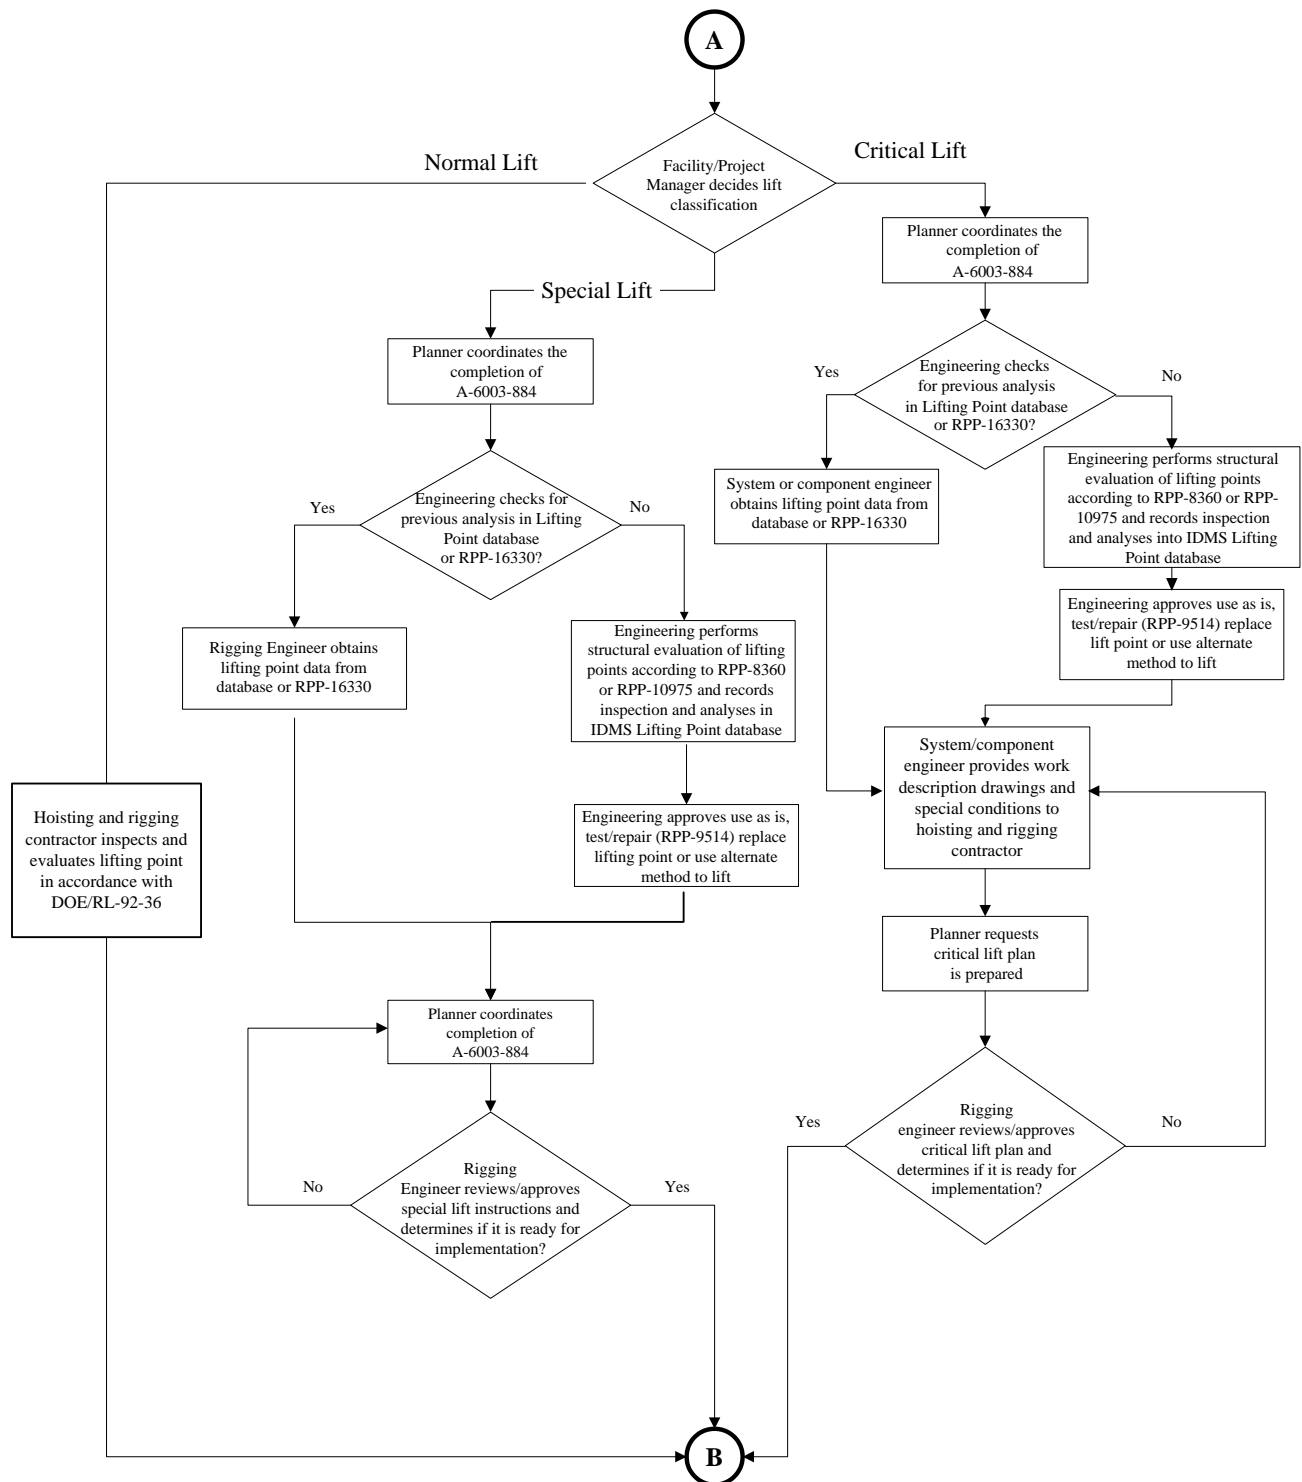 A
Normal Lift
Critical Lift
Facility/Project
Manager decides lift
classification
Planner coordinates the
completion of
A-6003-884
Special Lift
Planner coordinates the
completion of
A-6003-884
Engineering checks
for previous analysis
in Lifting Point database
or RPP-16330?
Yes
No
Engineering checks for
previous analysis in Lifting
Point database
or RPP-16330?
Yes
No
System or component engineer
obtains lifting point data from
database or RPP-16330
Engineering performs structural
evaluation of lifting points
according to RPP-8360 or RPP-
10975 and records inspection
and analyses into IDMS Lifting
Point database
Engineering approves use as is,
test/repair (RPP-9514) replace
lift point or use alternate
method to lift
Rigging Engineer obtains
lifting point data from
database or RPP-16330
Engineering performs
structural evaluation of lifting
points according to RPP-8360
or RPP-10975 and records
inspection and analyses in
IDMS Lifting Point database
System/component
engineer provides work
description drawings and
special conditions to
hoisting and rigging
contractor
Hoisting and rigging
contractor inspects and
evaluates lifting point
in accordance with
DOE/RL-92-36
Engineering approves use as is,
test/repair (RPP-9514) replace
lifting point or use alternate
method to lift
Planner requests
critical lift plan
is prepared
Planner coordinates
completion of
A-6003-884
Rigging
engineer reviews/approves
critical lift plan and
determines if it is ready for
implementation?
Yes
No
Rigging
Engineer reviews/approves
special lift instructions and
determines if it is ready for
implementation?
No
Yes
B